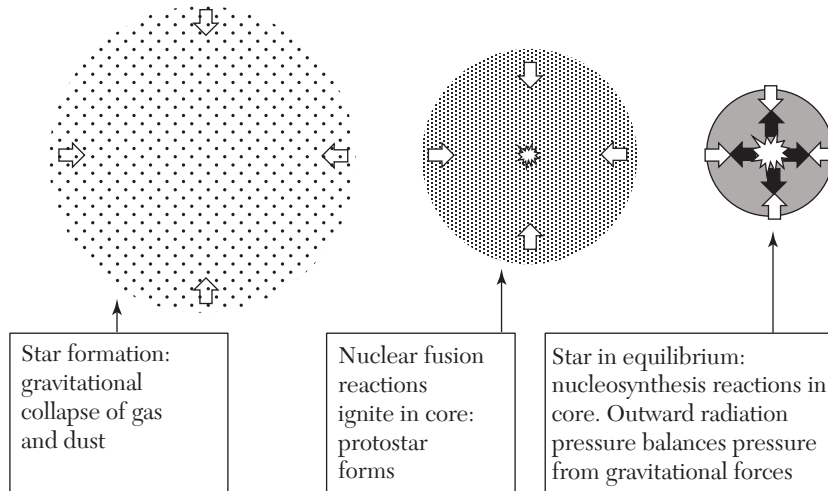 Star formation:
gravitational
collapse of gas
and dust
Nuclear fusion
reactions
ignite in core:
protostar
forms
Star in equilibrium:
nucleosynthesis reactions in
core. Outward radiation
pressure balances pressure
from gravitational forces